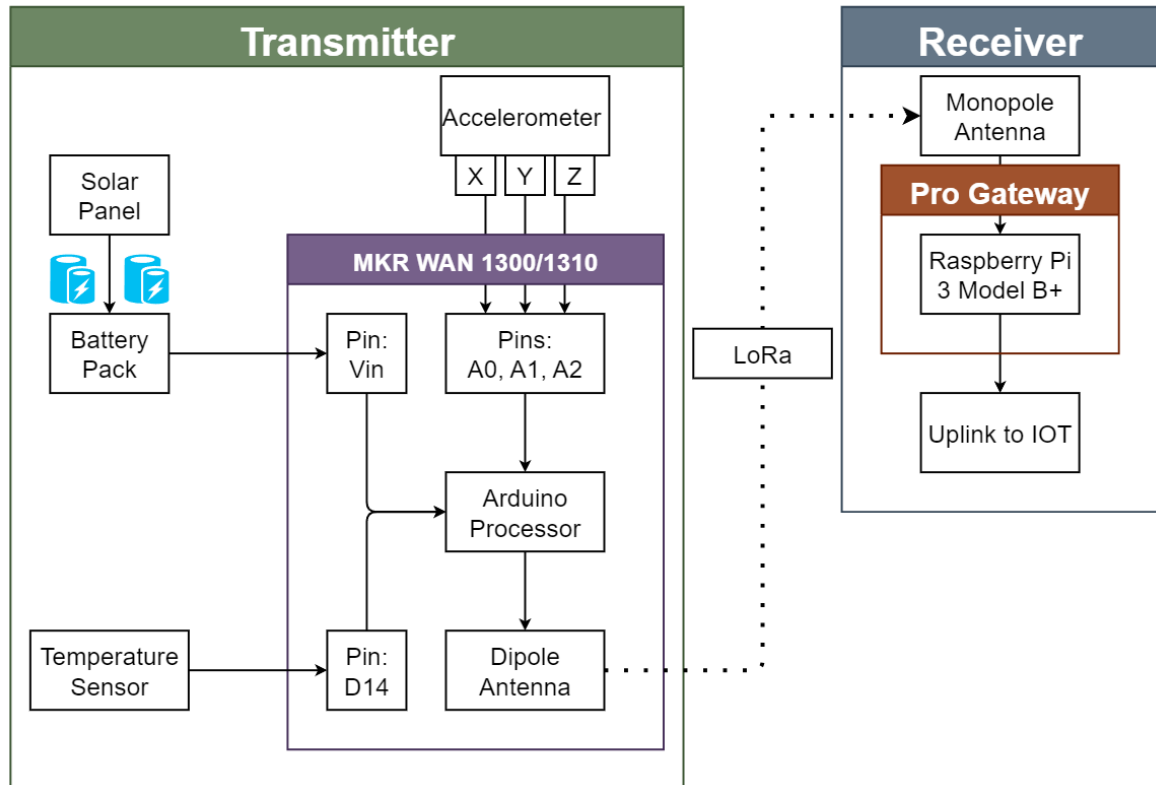 Transmitter
Accelerometer
X
Y
Z
Solar
Panel
MKR WAN 1300/1310
Battery
Pack
Pin:
Vin
Pins:
A0, A1, A2
Arduino
Processor
Temperature
Sensor
Pin:
D14
Dipole
Antenna
LoRa
Receiver
Monopole
Antenna
Pro Gateway
Raspberry Pi
3 Model B+
Uplink to IOT